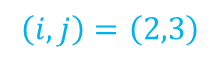 (i, j) = (2,3)